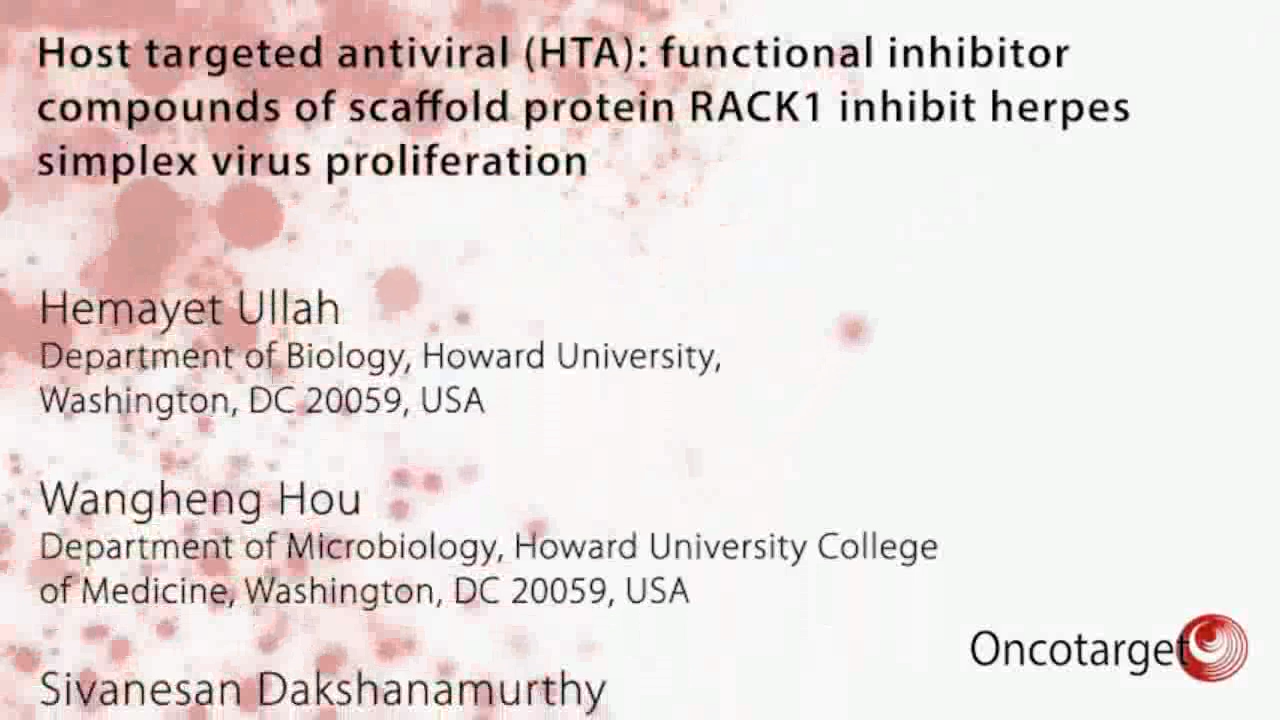 Host targeted antiviral (HTA): functional inhibitor
compounds of scaffold protein RACK1 inhibit herpes
simplex virus proliferation
Hemayet Ullah
Department of Biology, Howard University,
Washington, DC 20059, USA
Wangheng Hou
Department of Microbiology, Howard University College
of Medicine, Washington, DC 20059, USA
Sivanesan Dakshanamurthy
Oncotarget